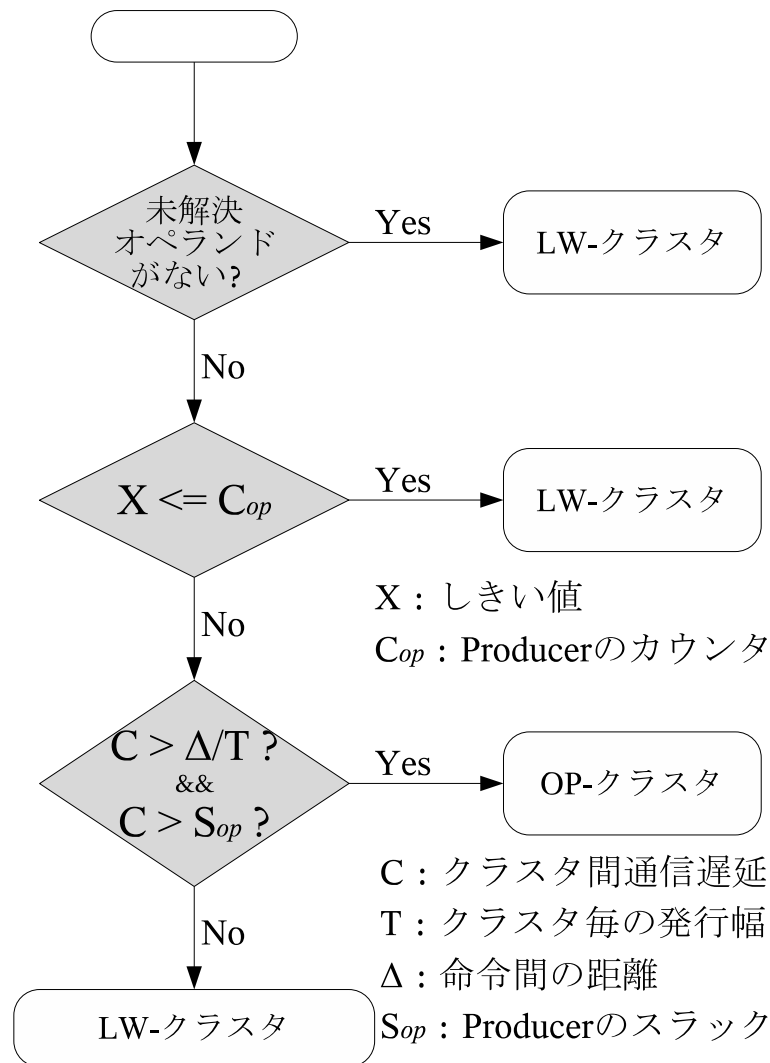 未解決
オペランド
がない?
Yes
LW-クラスタ
No
X <= Cop
Yes
LW-クラスタ
No
X : しきい値
Cop : Producerのカウンタ
C > Δ/T ?
&&
C > Sop ?
Yes
OP-クラスタ
No
C : クラスタ間通信遅延
T : クラスタ毎の発行幅
Δ : 命令間の距離
Sop : Producerのスラック
LW-クラスタ